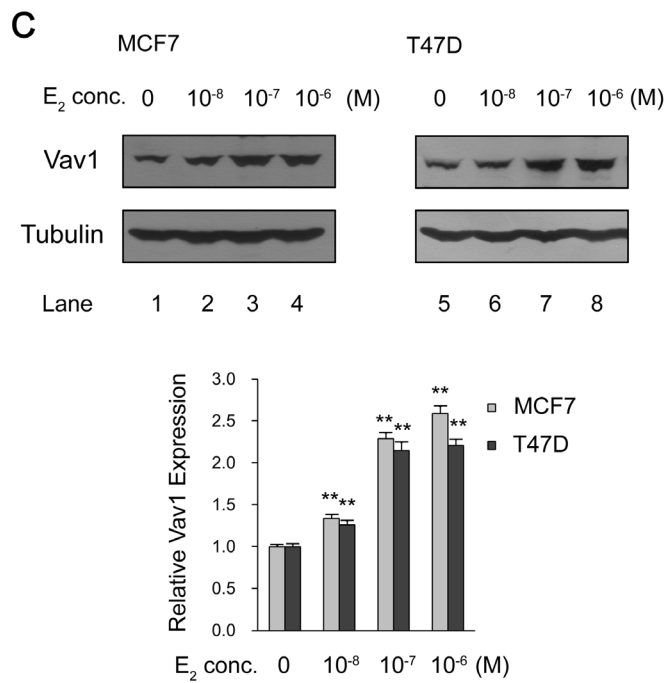 C
MCF7 T47D
E₂ conc. 0 10⁻⁸ 10⁻⁷ 10⁻⁶ (M) 0 10⁻⁸ 10⁻⁷ 10⁻⁶ (M)
Vav1
Tubulin
Lane 1 2 3 4 5 6 7 8
Relative Vav1 Expression
3.0
2.5
2.0
1.5
1.0
0.5
0.0
** ** ** ** ** **
MCF7
T47D
E₂ conc. 0 10⁻⁸ 10⁻⁷ 10⁻⁶ (M)